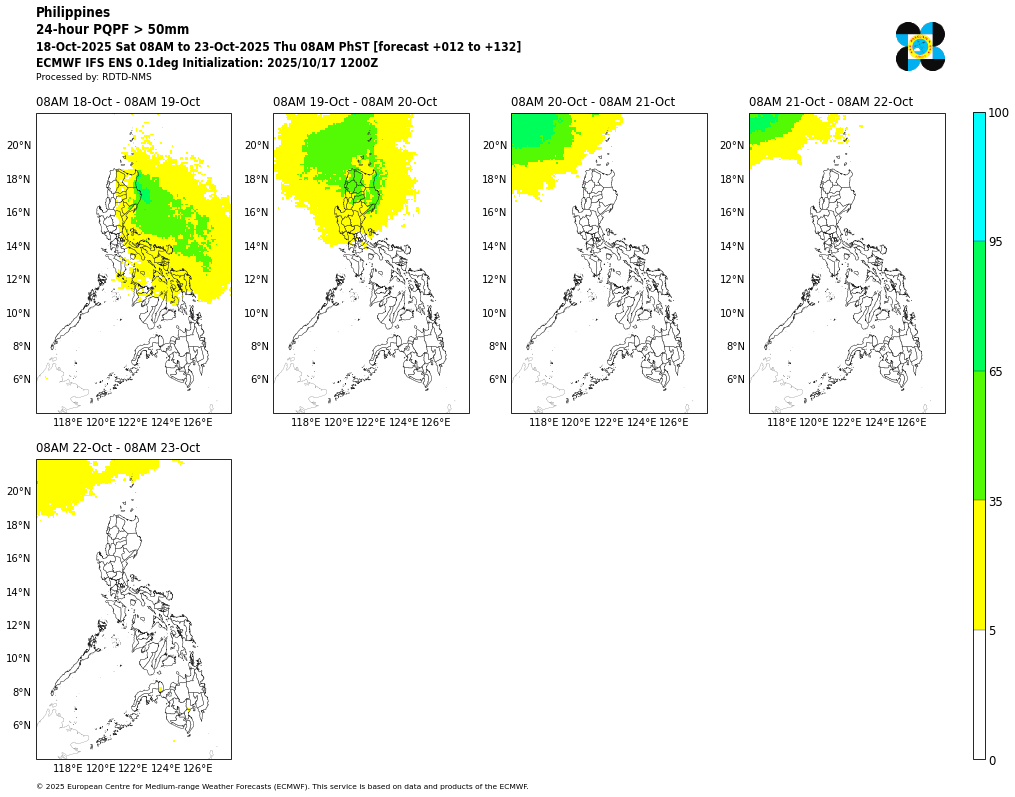 Philippines
24-hour PQPF > 50mm
18-Oct-2025 Sat 08AM to 23-Oct-2025 Thu 08AM PhST [forecast +012 to +132]
ECMWF IFS ENS 0.1deg Initialization: 2025/10/17 1200Z
Processed by: RDTD-NMS
08AM 18-Oct - 08AM 19-Oct
20°N
18°N
16°N
14°N
12°N
10°N
8°N
6°N
118°E 120°E 122°E 124°E 126°E
08AM 19-Oct - 08AM 20-Oct
20°N
18°N
16°N
14°N
12°N
10°N
8°N
6°N
118°E 120°E 122°E 124°E 126°E
08AM 20-Oct - 08AM 21-Oct
20°N
18°N
16°N
14°N
12°N
10°N
8°N
6°N
118°E 120°E 122°E 124°E 126°E
08AM 21-Oct - 08AM 22-Oct
20°N
18°N
16°N
14°N
12°N
10°N
8°N
6°N
118°E 120°E 122°E 124°E 126°E
08AM 22-Oct - 08AM 23-Oct
20°N
18°N
16°N
14°N
12°N
10°N
8°N
6°N
118°E 120°E 122°E 124°E 126°E
100
95
65
35
5
0
© 2025 European Centre for Medium-range Weather Forecasts (ECMWF). This service is based on data and products of the ECMWF.